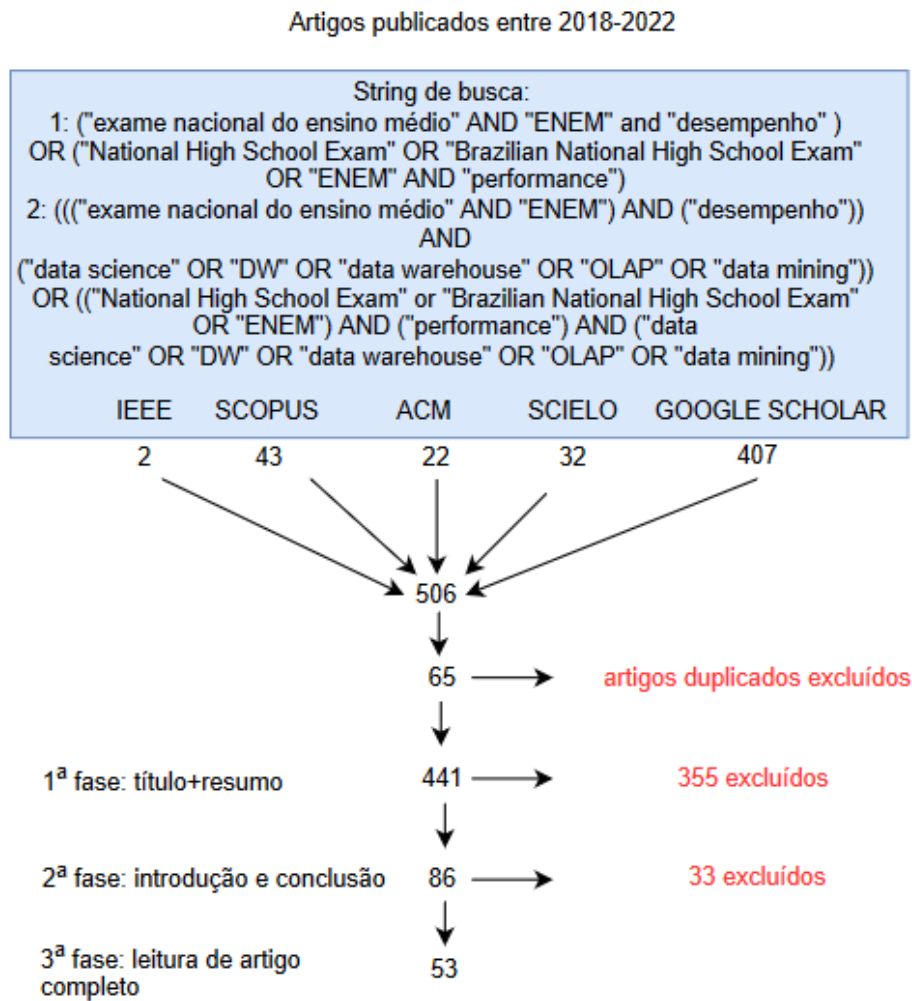 Artigos publicados entre 2018-2022
String de busca:
1: ("exame nacional do ensino médio" AND "ENEM" and "desempenho" )
OR ("National High School Exam" OR "Brazilian National High School Exam"
OR "ENEM" AND "performance")
2: ((("exame nacional do ensino médio" AND "ENEM") AND ("desempenho"))
AND
("data science" OR "DW" OR "data warehouse" OR "OLAP" OR "data mining"))
OR (("National High School Exam" or "Brazilian National High School Exam"
OR "ENEM") AND ("performance") AND ("data
science" OR "DW" OR "data warehouse" OR "OLAP" OR "data mining"))
IEEE SCOPUS ACM SCIELO GOOGLE SCHOLAR
2 43 22 32 407
506
65 artigos duplicados excluídos
1ª fase: título+resumo 441 355 excluídos
2ª fase: introdução e conclusão 86 33 excluídos
3ª fase: leitura de artigo
completo 53